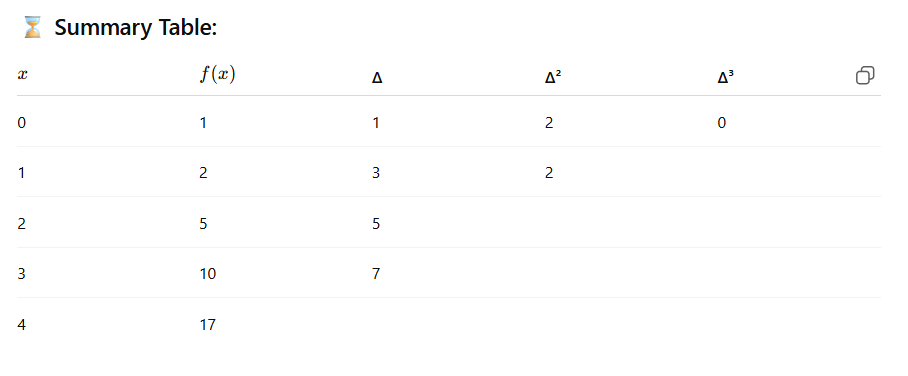 ⏳ Summary Table:
x f(x) Δ Δ² Δ³
0 1 1 2 0
1 2 3 2
2 5 5
3 10 7
4 17